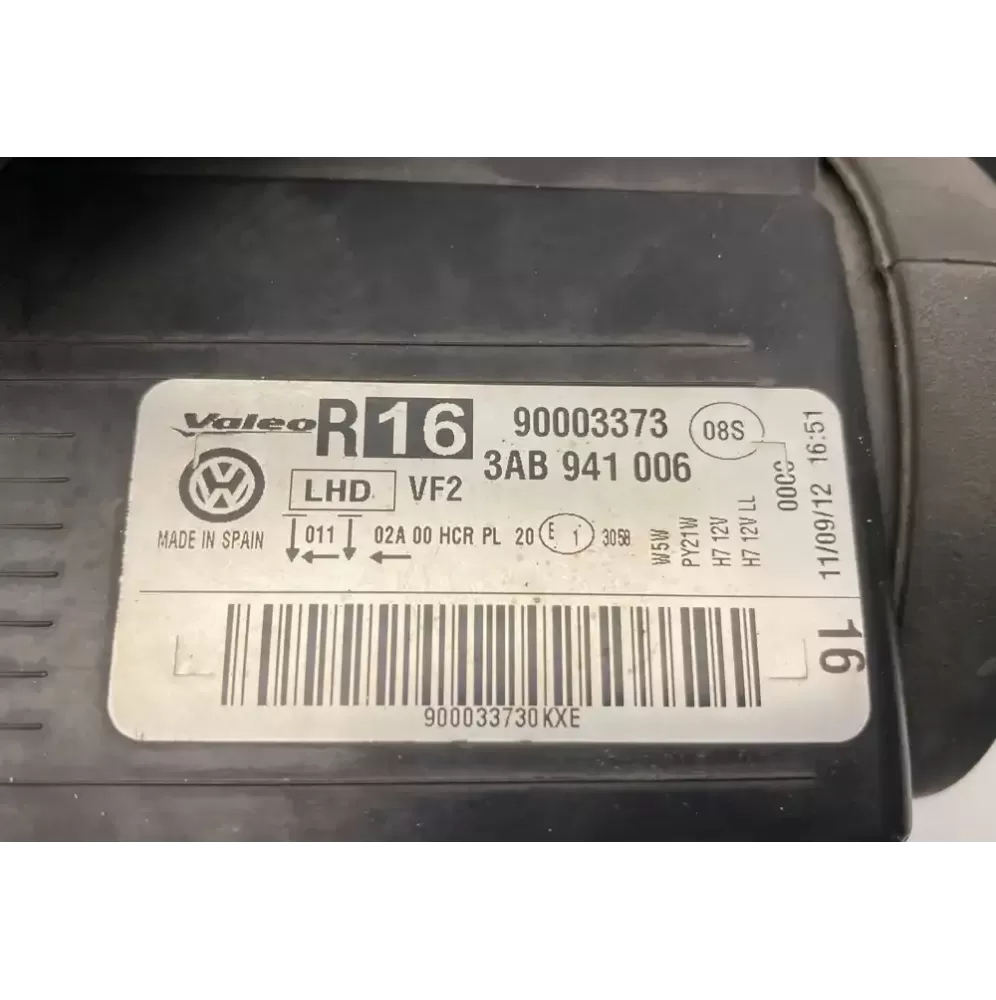 Valeo R 16 90003373 08S
3AB 941 006
LHD VF2
MADE IN SPAIN
011 02A 00 HCR PL 20 E 1 3058
W5W
PY21W
H7 12V
H7 12V LL
11/09/12 16:51
16
900033730KXE